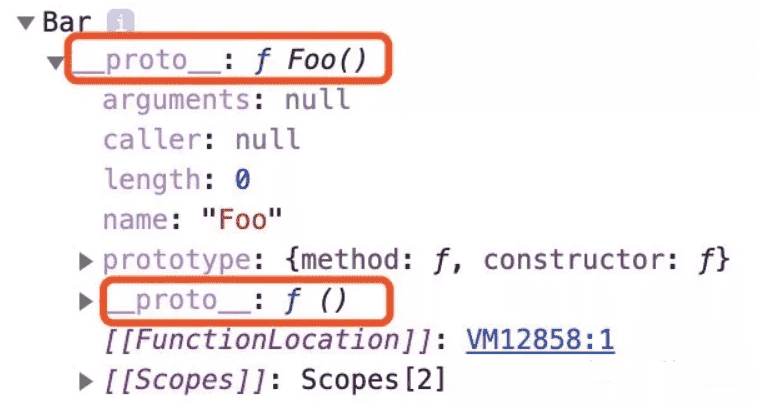 ▼Bar i
▼__proto__: ƒ Foo()
arguments: null
caller: null
length: 0
name: "Foo"
▶prototype: {method: ƒ, constructor: ƒ}
▶__proto__: ƒ ()
[[FunctionLocation]]: VM12858:1
▶[[Scopes]]: Scopes[2]